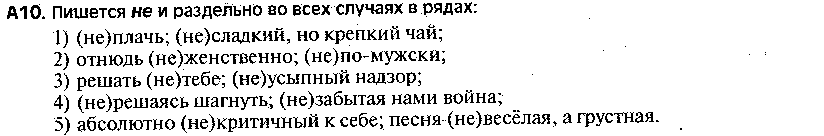 А10. Пишется не и раздельно во всех случаях в рядах:
1) (не)плачь; (не)сладкий, но крепкий чай;
2) отнюдь (не)женственно; (не)по-мужски;
3) решать (не)тебе; (не)усыпный надзор;
4) (не)решаясь шагнуть; (не)забытая нами война;
5) абсолютно (не)критичный к себе; песня (не)весёлая, а грустная.